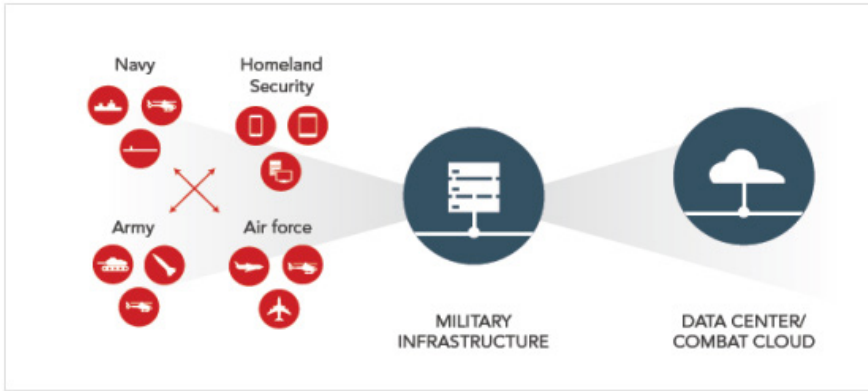 Navy
Homeland
Security
Army
Air force
MILITARY
INFRASTRUCTURE
DATA CENTER/
COMBAT CLOUD